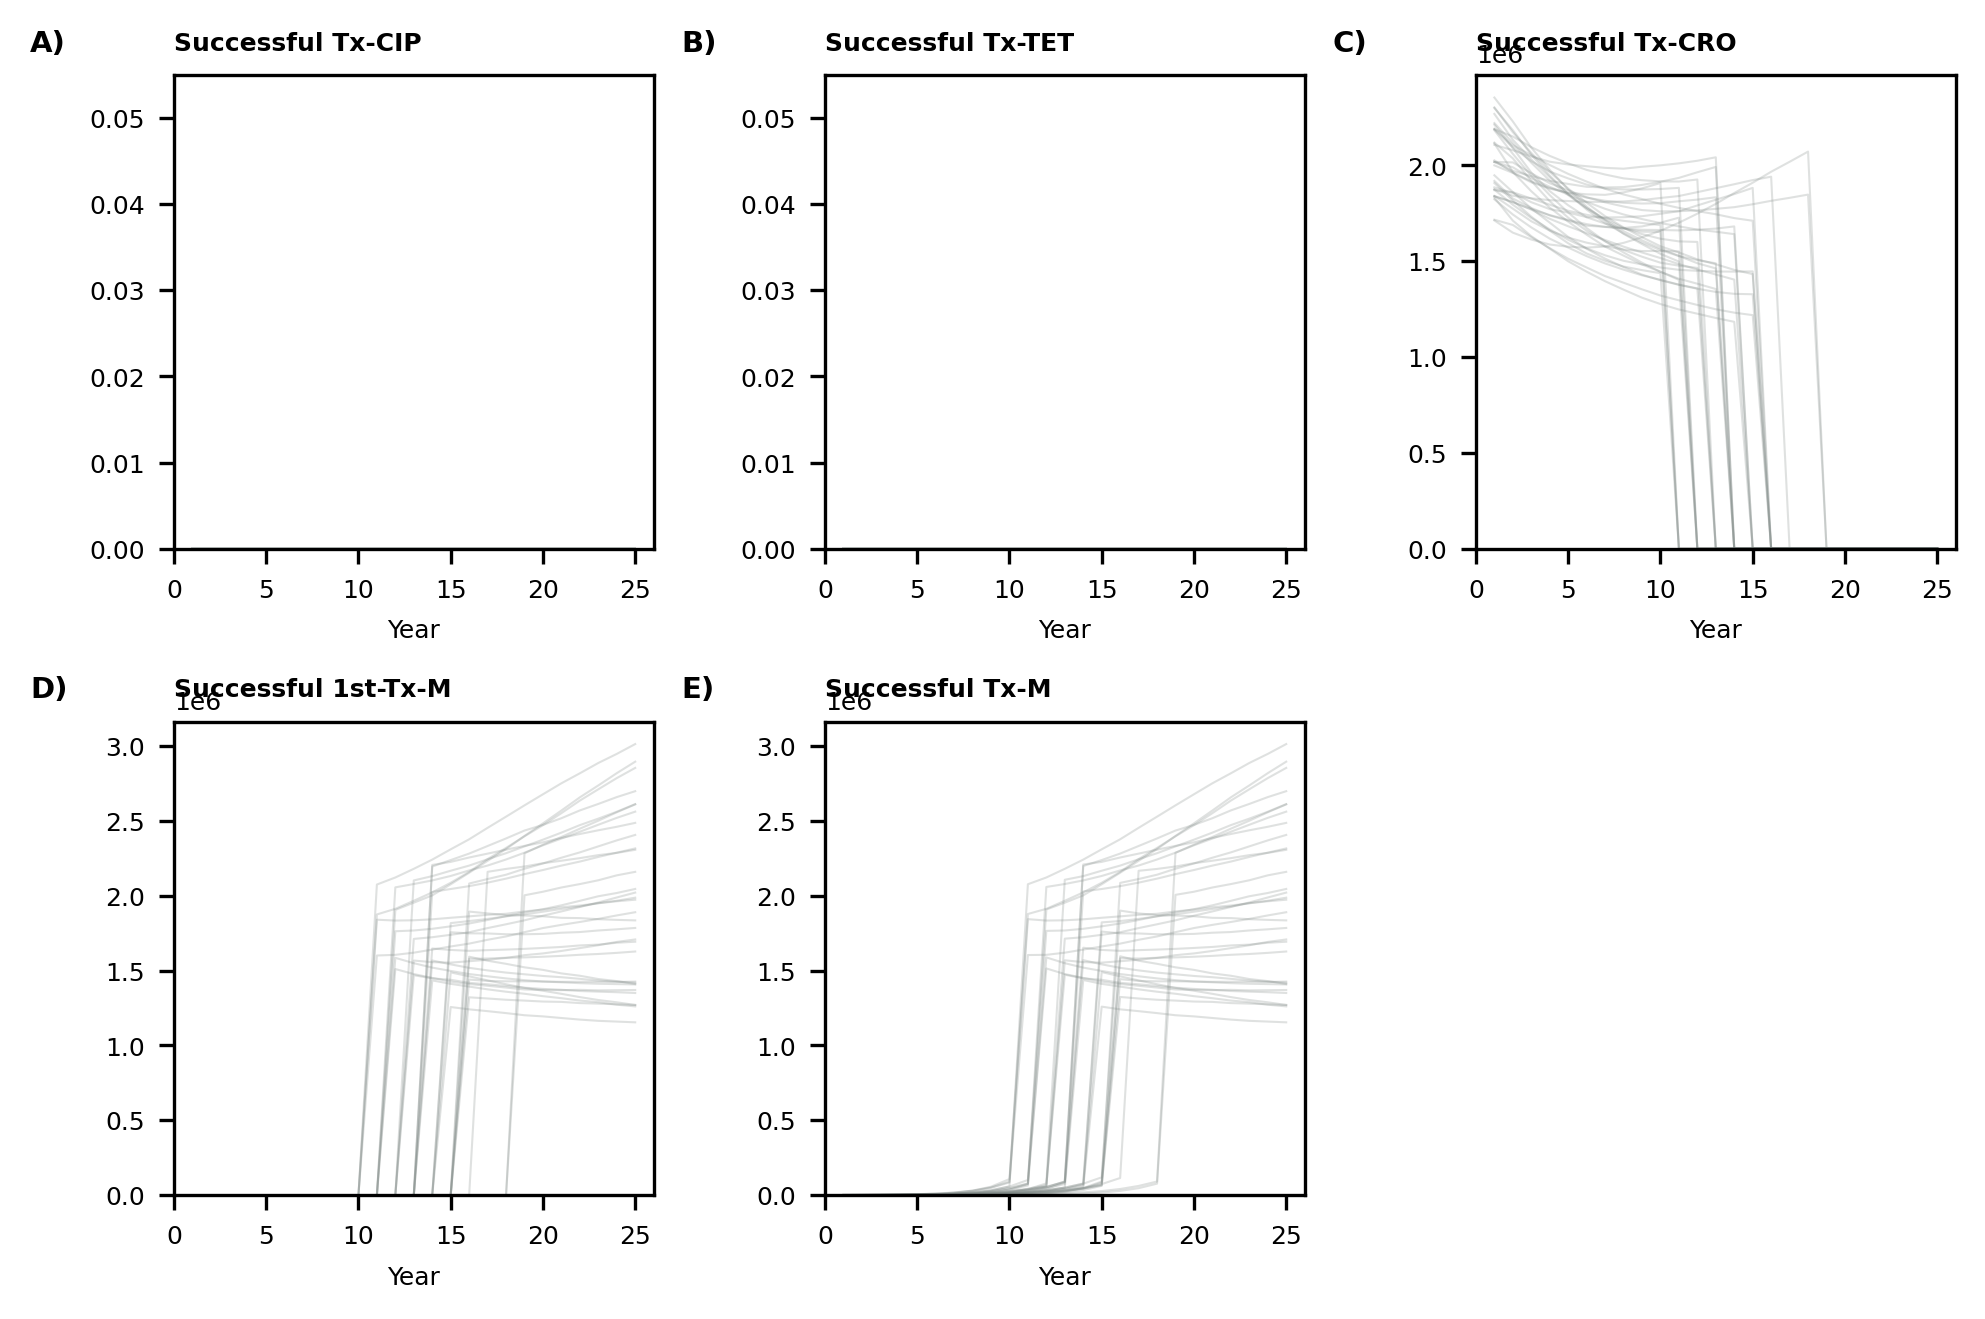 A) Successful Tx-CIP
0.05
0.04
0.03
0.02
0.01
0.00
0 5 10 15 20 25
Year
B) Successful Tx-TET
0.05
0.04
0.03
0.02
0.01
0.00
0 5 10 15 20 25
Year
C) Successful Tx-CRO
1e6
2.0
1.5
1.0
0.5
0.0
0 5 10 15 20 25
Year
D) Successful 1st-Tx-M
1e6
3.0
2.5
2.0
1.5
1.0
0.5
0.0
0 5 10 15 20 25
Year
E) Successful Tx-M
1e6
3.0
2.5
2.0
1.5
1.0
0.5
0.0
0 5 10 15 20 25
Year